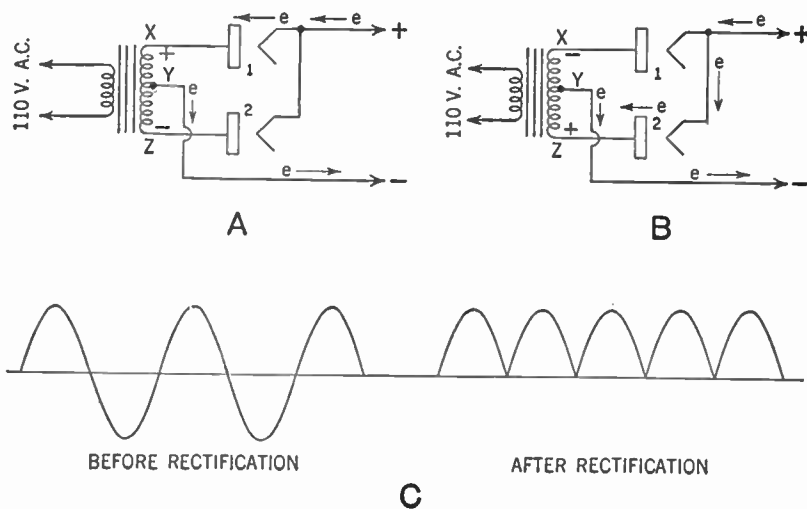 X
+
1
Y
e
2
−
Z
110 V. A.C.
e
e
+
e
−
A
X
−
1
Y
e
e
2
+
Z
110 V. A.C.
e
e
+
e
−
B
BEFORE RECTIFICATION
AFTER RECTIFICATION
C